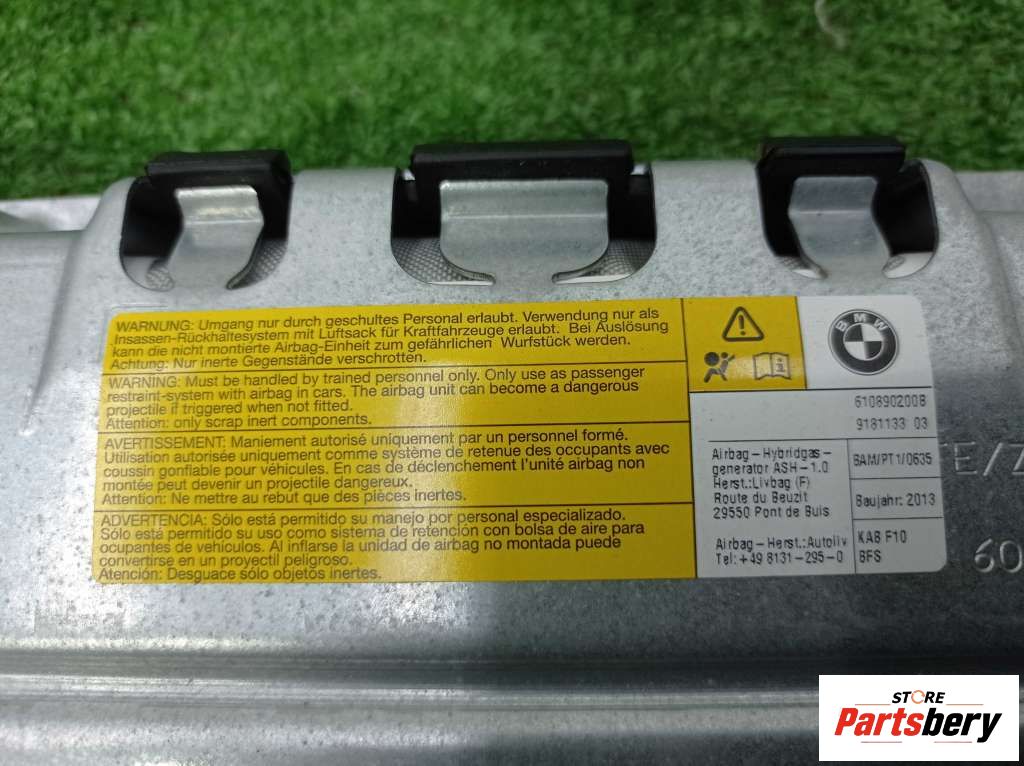 WARNUNG: Umgang nur durch geschultes Personal erlaubt. Verwendung nur als
Insassen-Rückhaltesystem mit Luftsack für Kraftfahrzeuge erlaubt. Bei Auslösung
kann die nicht montierte Airbag-Einheit zum gefährlichen Wurfstück werden.
Achtung: Nur inerte Gegenstände verschrotten.
WARNING: Must be handled by trained personnel only. Only use as passenger
restraint-system with airbag in cars. The airbag unit can become a dangerous
projectile if triggered when not fitted.
Attention: only scrap inert components.
AVERTISSEMENT: Maniement autorisé uniquement par un personnel formé.
Utilisation autorisée uniquement comme système de retenue des occupants avec
coussin gonflable pour véhicules. En cas de déclenchement l'unité airbag non
montée peut devenir un projectile dangereux.
Attention: Ne mettre au rebut que des pièces inertes.
ADVERTENCIA: Sólo está permitido su manejo por personal especializado.
Sólo está permitido su uso como sistema de retención con bolsa de aire para
ocupantes de vehículos. Al inflarse la unidad de airbag no montada puede
convertirse en un proyectil peligroso.
Atención: Desguace sólo objetos inertes.
BMW
610890200B
9181133 03
Airbag-Hybridgas-
generator ASH-1.0
Herst.:Livbag (F)
Route du Beuzit
29550 Pont de Buis
BAM/PT1/0635
Baujahr: 2013
Airbag-Herst.:Autoliv
Tel:+49 8131-295-0
KAB F10
BFS
TE/Z
60
STORE
Partsbery